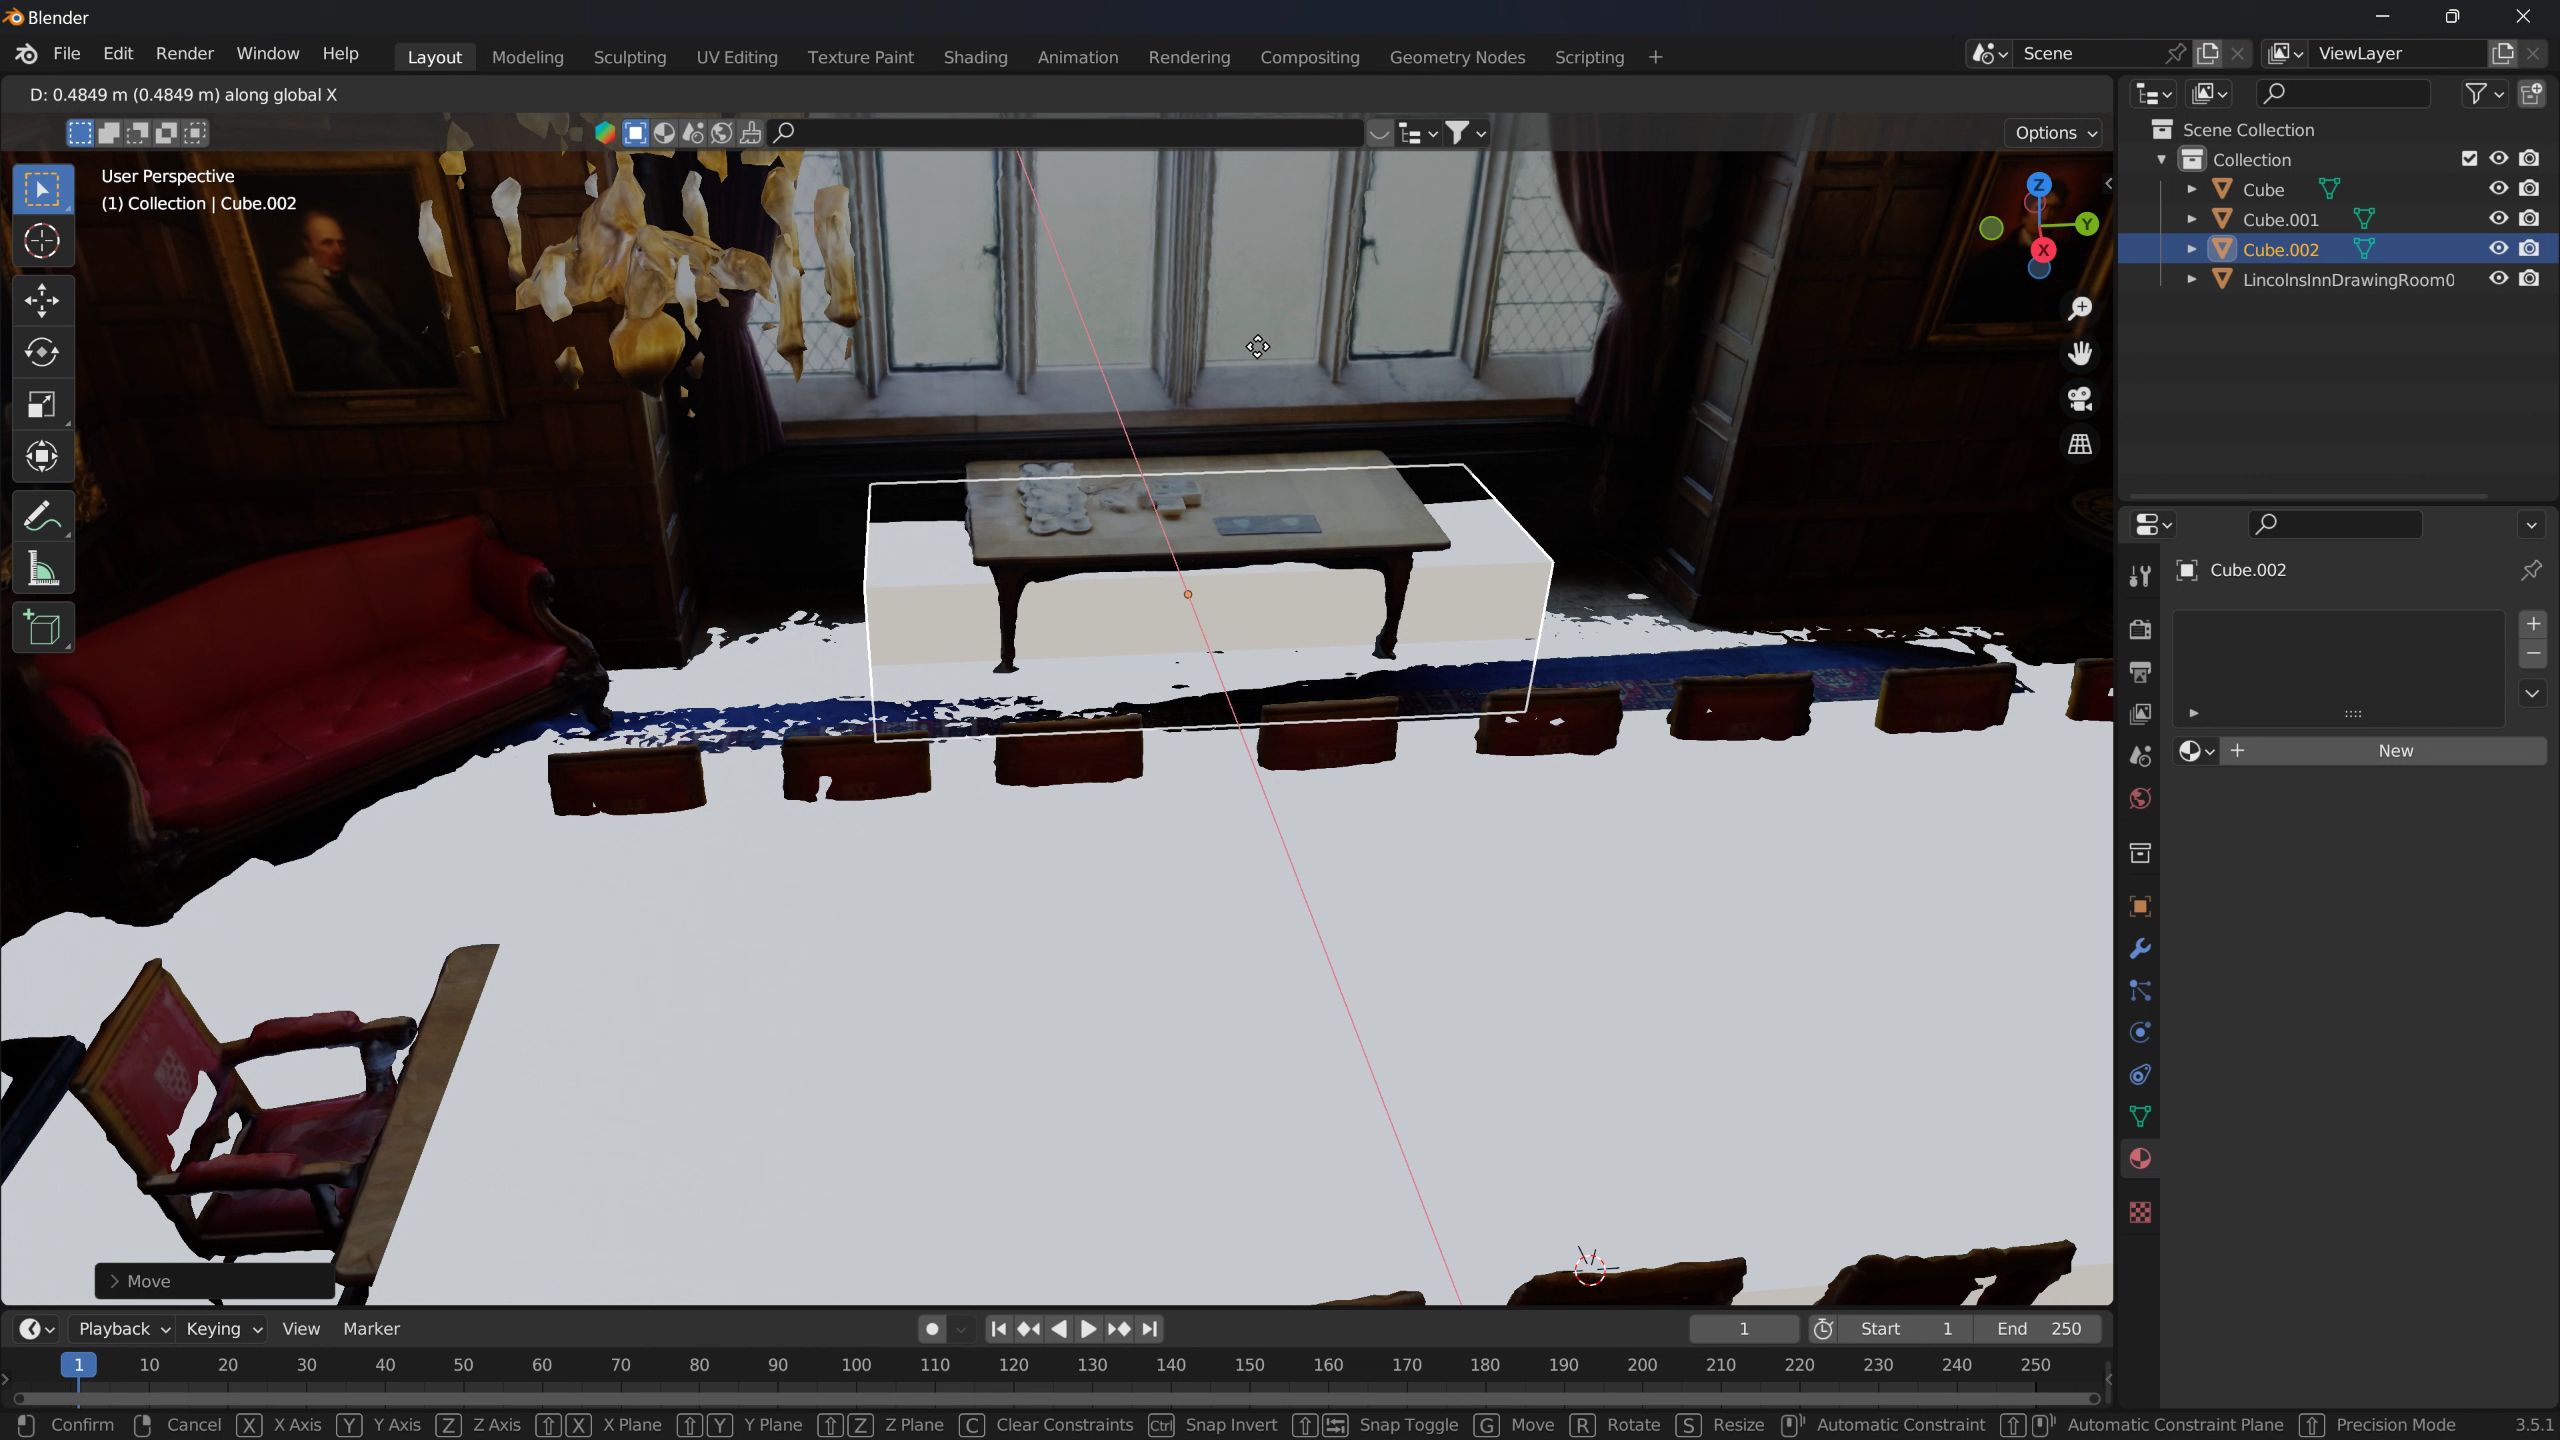 Blender
File Edit Render Window Help Layout Modeling Sculpting UV Editing Texture Paint Shading Animation Rendering Compositing Geometry Nodes Scripting + Scene ViewLayer
D: 0.4849 m (0.4849 m) along global X
Options
User Perspective
(1) Collection | Cube.002
Z
Y
X
Scene Collection
Collection
Cube
Cube.001
Cube.002
LincolnsInnDrawingRoom0
Cube.002
New
Move
Playback Keying View Marker 1 Start 1 End 250
1 10 20 30 40 50 60 70 80 90 100 110 120 130 140 150 160 170 180 190 200 210 220 230 240 250
Confirm Cancel X X Axis Y Y Axis Z Z Axis X X Plane Y Y Plane Z Z Plane C Clear Constraints Ctrl Snap Invert Snap Toggle G Move R Rotate S Resize Automatic Constraint Automatic Constraint Plane Precision Mode 3.5.1